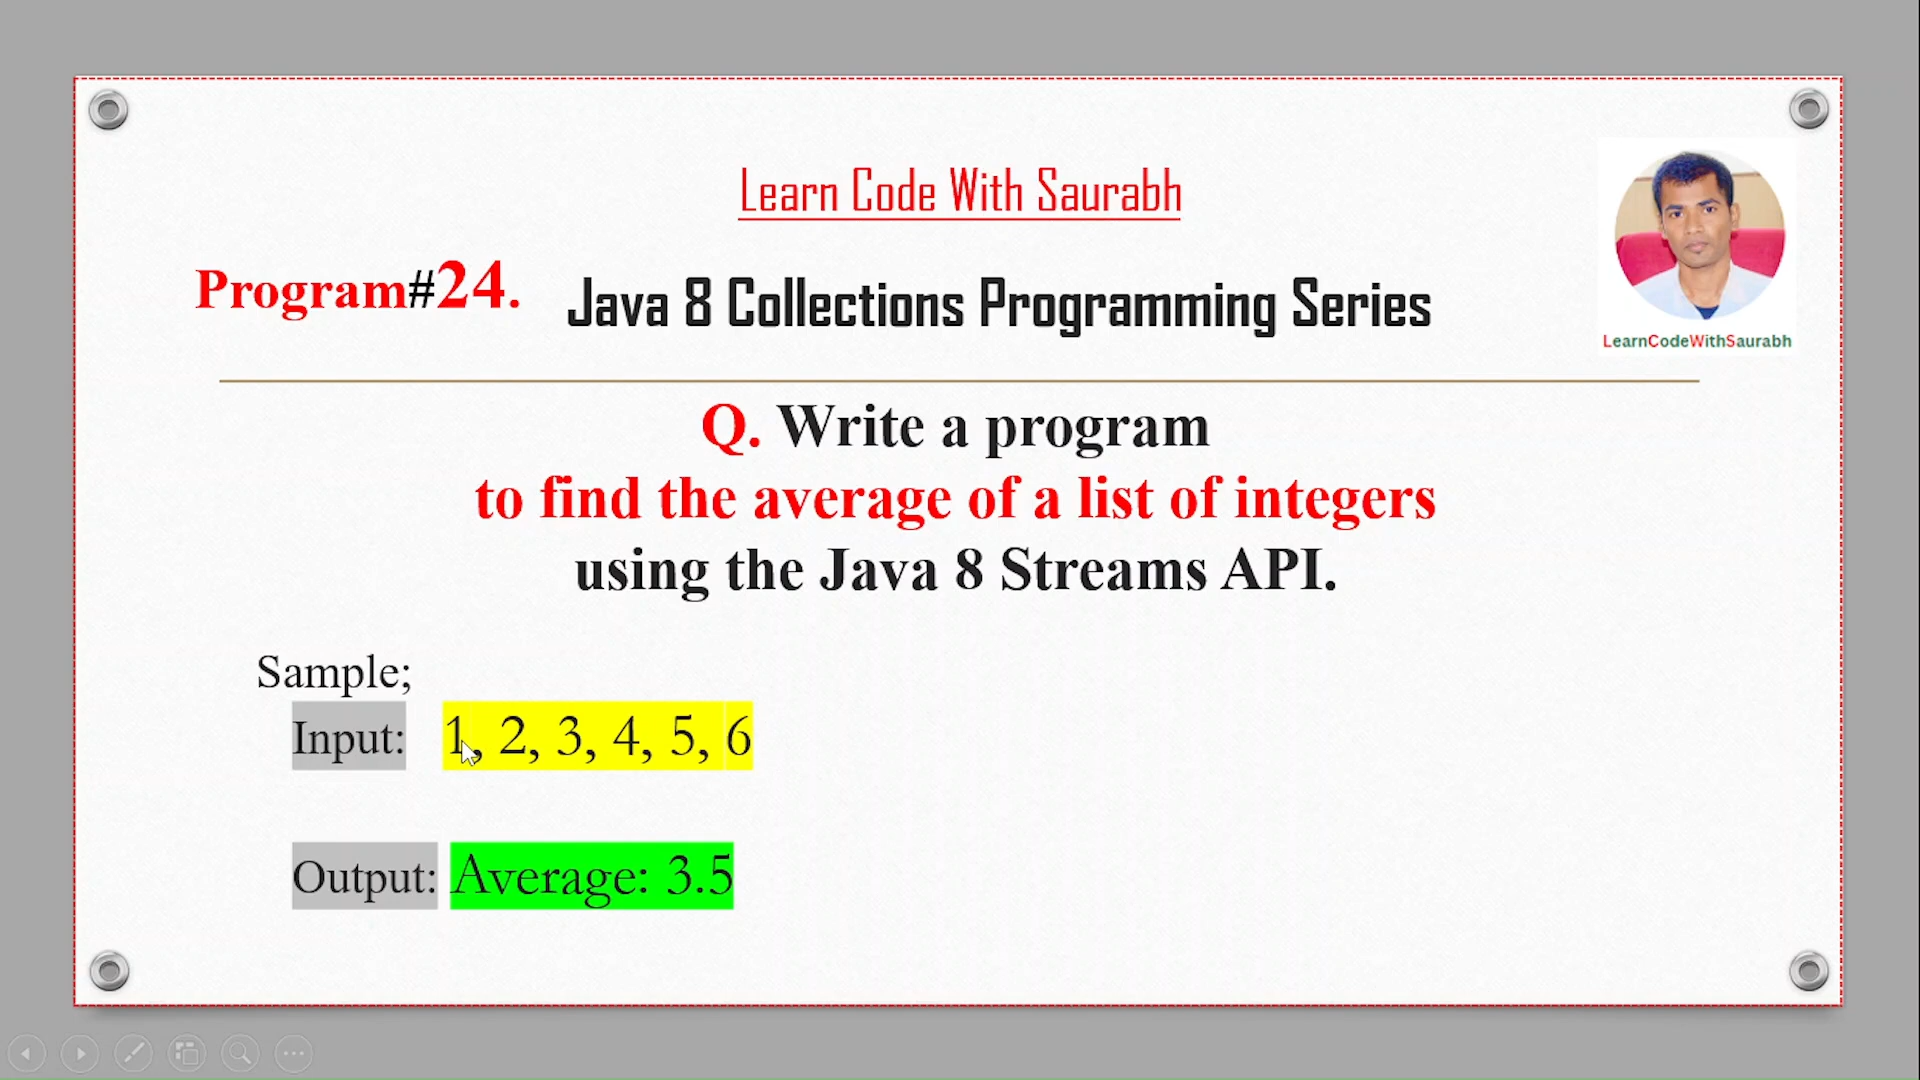 Learn Code With Saurabh
Program#24.
Java 8 Collections Programming Series
LearnCodeWithSaurabh
Q. Write a program
to find the average of a list of integers
using the Java 8 Streams API.
Sample;
Input: 1, 2, 3, 4, 5, 6
Output: Average: 3.5